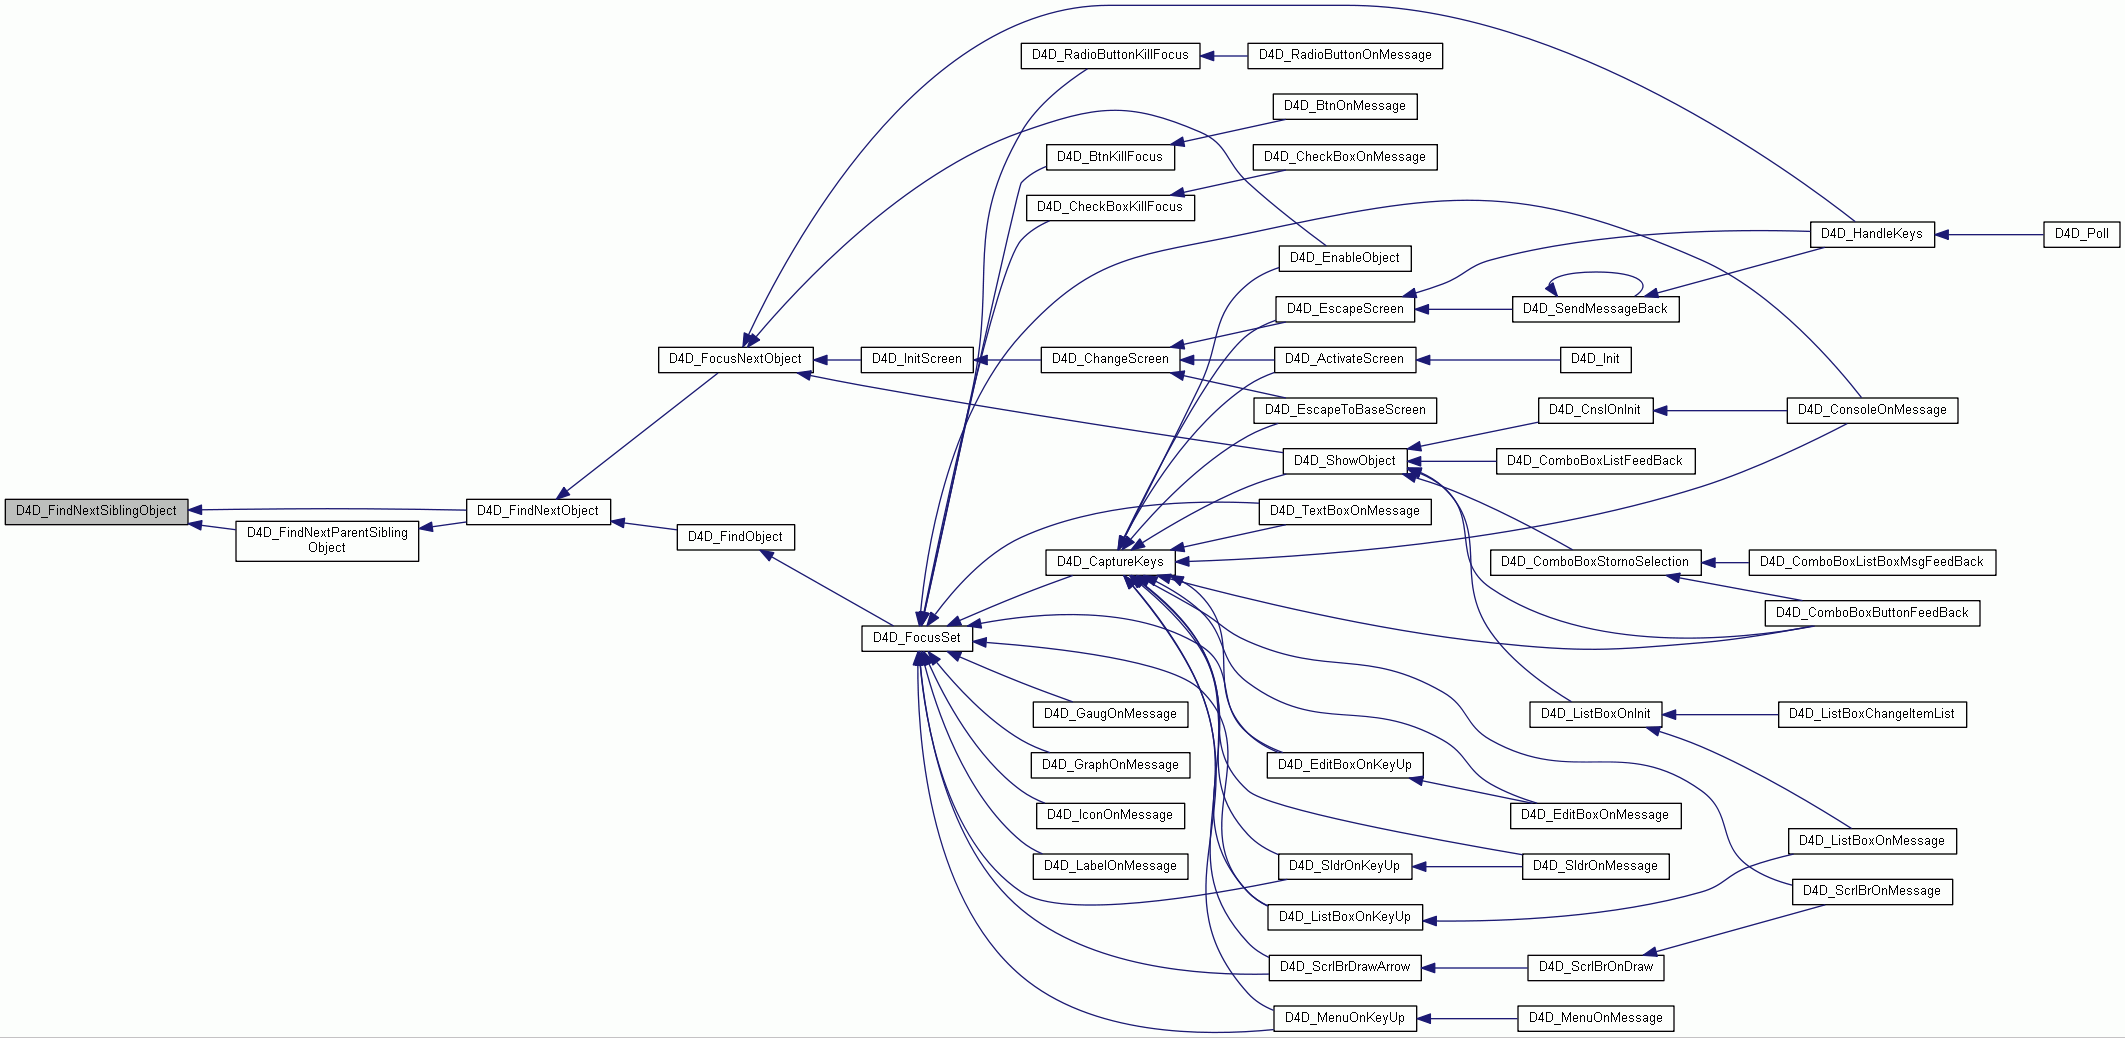 D4D_RadioButtonKillFocus
D4D_RadioButtonOnMessage
D4D_BtnOnMessage
D4D_BtnKillFocus
D4D_CheckBoxOnMessage
D4D_CheckBoxKillFocus
D4D_HandleKeys
D4D_Poll
D4D_EnableObject
D4D_EscapeScreen
D4D_SendMessageBack
D4D_FocusNextObject
D4D_InitScreen
D4D_ChangeScreen
D4D_ActivateScreen
D4D_Init
D4D_EscapeToBaseScreen
D4D_CnslOnInit
D4D_ConsoleOnMessage
D4D_ShowObject
D4D_ComboBoxListFeedBack
D4D_FindNextSiblingObject
D4D_FindNextObject
D4D_TextBoxOnMessage
D4D_FindNextParentSibling
Object
D4D_FindObject
D4D_CaptureKeys
D4D_ComboBoxStornoSelection
D4D_ComboBoxListBoxMsgFeedBack
D4D_ComboBoxButtonFeedBack
D4D_FocusSet
D4D_GaugOnMessage
D4D_ListBoxOnInit
D4D_ListBoxChangeItemList
D4D_GraphOnMessage
D4D_EditBoxOnKeyUp
D4D_IconOnMessage
D4D_EditBoxOnMessage
D4D_ListBoxOnMessage
D4D_LabelOnMessage
D4D_SldrOnKeyUp
D4D_SldrOnMessage
D4D_ScrlBrOnMessage
D4D_ListBoxOnKeyUp
D4D_ScrlBrDrawArrow
D4D_ScrlBrOnDraw
D4D_MenuOnKeyUp
D4D_MenuOnMessage